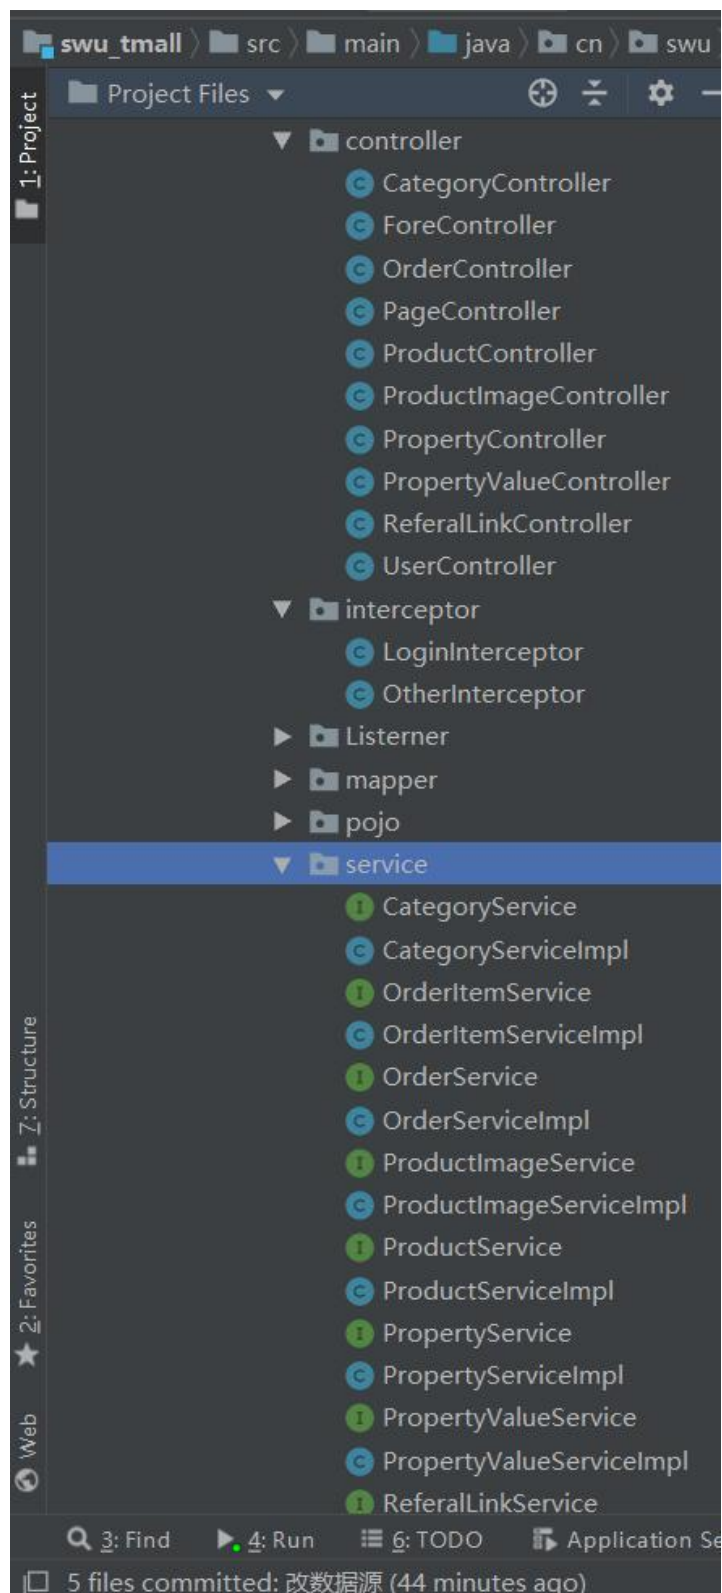 swu_tmall src main java cn swu
Project Files
1: Project
controller
CategoryController
ForeController
OrderController
PageController
ProductController
ProductImageController
PropertyController
PropertyValueController
ReferalLinkController
UserController
interceptor
LoginInterceptor
OtherInterceptor
Listerner
mapper
pojo
service
CategoryService
CategoryServiceImpl
OrderItemService
OrderItemServiceImpl
OrderService
OrderServiceImpl
ProductImageService
ProductImageServiceImpl
ProductService
ProductServiceImpl
PropertyService
PropertyServiceImpl
PropertyValueService
PropertyValueServiceImpl
ReferalLinkService
7: Structure
2: Favorites
Web
3: Find 4: Run 6: TODO Application Se
5 files committed: 改数据源 (44 minutes ago)